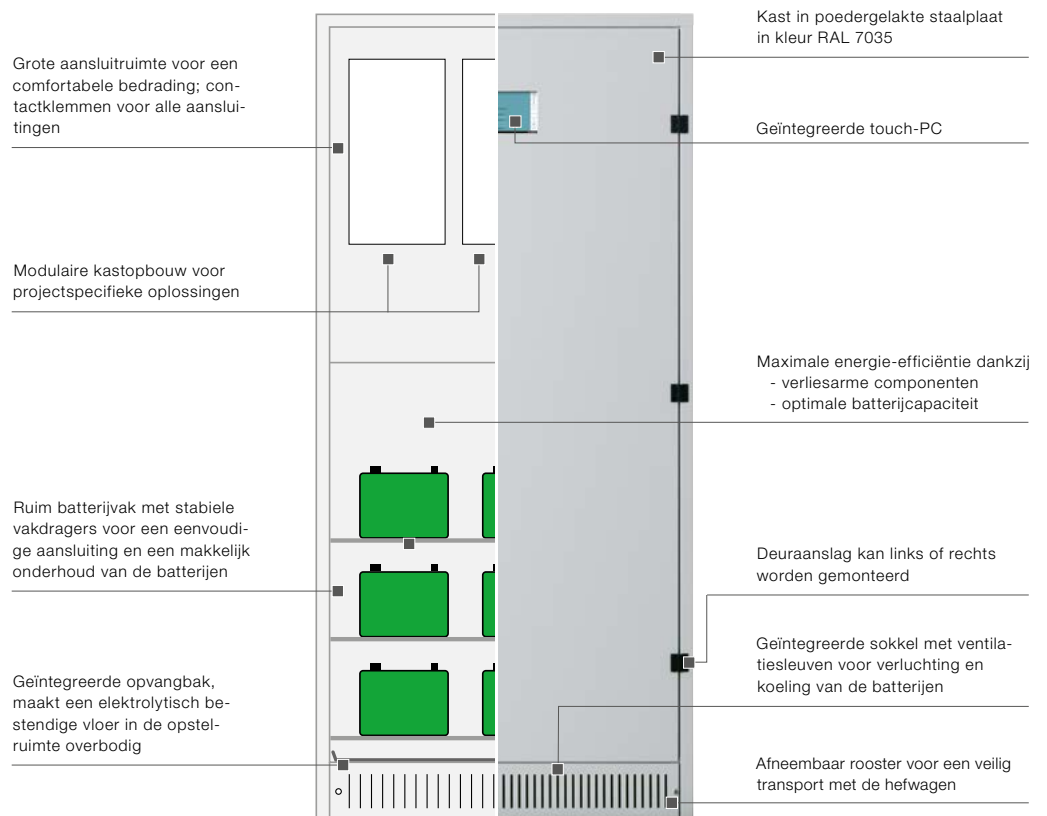 Grote aansluitruimte voor een
comfortabele bedrading; con-
tactklemmen voor alle aanslui-
tingen
Modulaire kastopbouw voor
projectspecifieke oplossingen
Ruim batterijvak met stabiele
vakdragers voor een eenvoudi-
ge aansluiting en een makkelijk
onderhoud van de batterijen
Geïntegreerde opvangbak,
maakt een elektrolytisch be-
stendige vloer in de opstel-
ruimte overbodig
Kast in poedergelakte staalplaat
in kleur RAL 7035
Geïntegreerde touch-PC
Maximale energie-efficiëntie dankzij
- verliesarme componenten
- optimale batterijcapaciteit
Deuraanslag kan links of rechts
worden gemonteerd
Geïntegreerde sokkel met ventila-
tiesleuven voor verluchting en
koeling van de batterijen
Afneembaar rooster voor een veilig
transport met de hefwagen